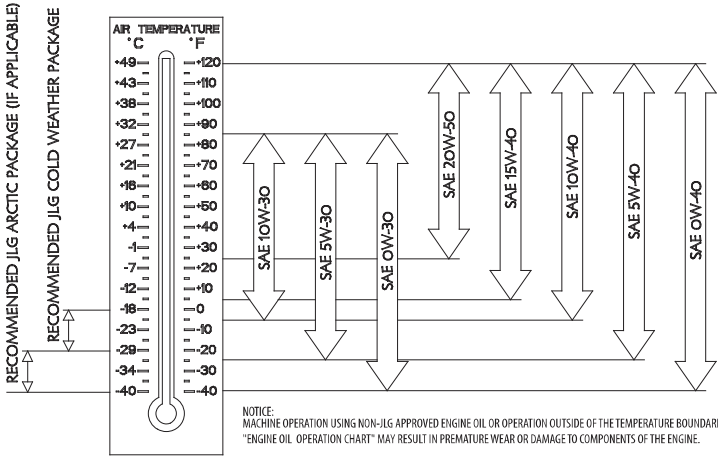 RECOMMENDED JLG ARCTIC PACKAGE (IF APPLICABLE)
RECOMMENDED JLG COLD WEATHER PACKAGE
AIR TEMPERATURE
°C °F
+49 +120
+43 +110
+38 +100
+32 +90
+27 +80
+21 +70
+16 +60
+10 +50
+4 +40
-1 +30
-7 +20
-12 +10
-18 0
-23 -10
-29 -20
-34 -30
-40 -40
SAE 10W-30
SAE 5W-30
SAE 0W-30
SAE 20W-50
SAE 15W-40
SAE 10W-40
SAE 5W-40
SAE 0W-40
NOTICE:
MACHINE OPERATION USING NON-JLG APPROVED ENGINE OIL OR OPERATION OUTSIDE OF THE TEMPERATURE BOUNDAR
"ENGINE OIL OPERATION CHART" MAY RESULT IN PREMATURE WEAR OR DAMAGE TO COMPONENTS OF THE ENGINE.